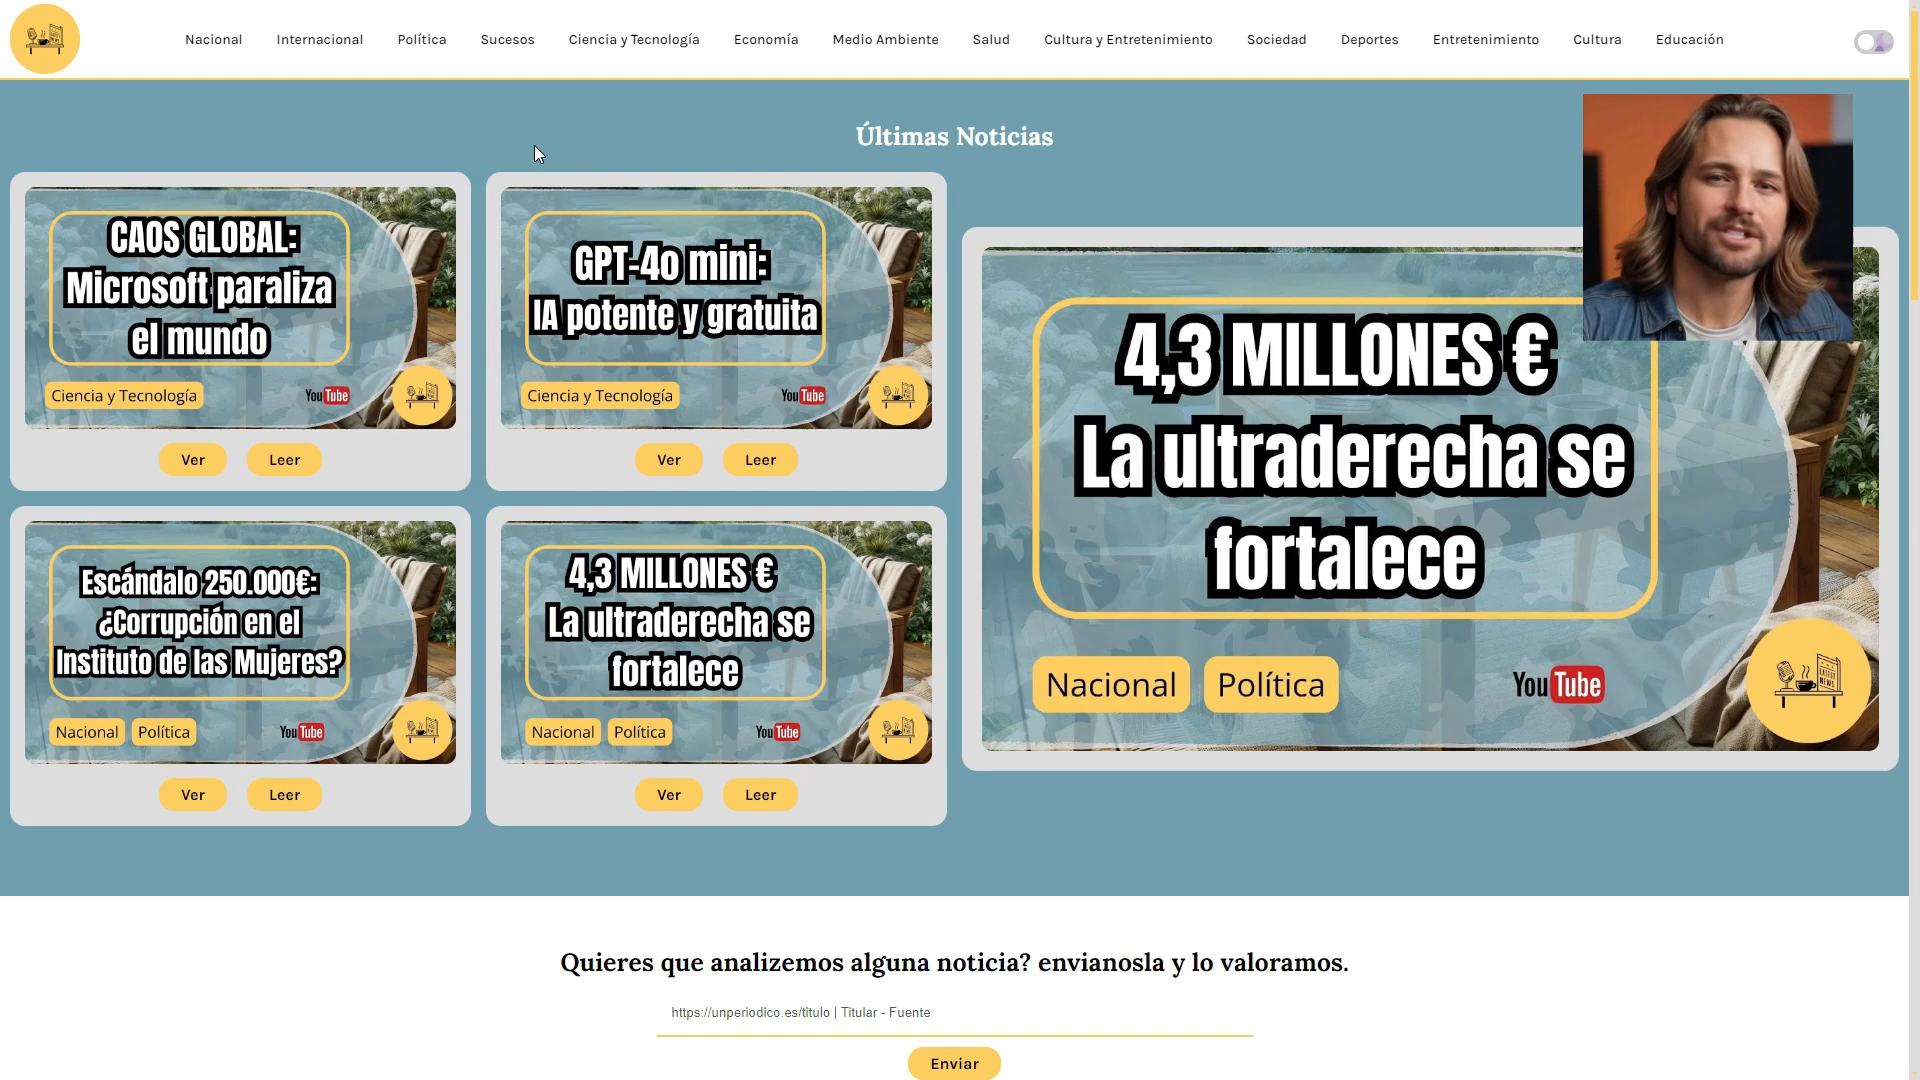 Nacional Internacional Política Sucesos Ciencia y Tecnología Economía Medio Ambiente Salud Cultura y Entretenimiento Sociedad Deportes Entretenimiento Cultura Educación
Últimas Noticias
CAOS GLOBAL:
Microsoft paraliza
el mundo
Ciencia y Tecnología
YouTube
Ver Leer
GPT-4o mini:
IA potente y gratuita
Ciencia y Tecnología
YouTube
Ver Leer
Escándalo 250.000€:
¿Corrupción en el
Instituto de las Mujeres?
Nacional Política
YouTube
Ver Leer
4,3 MILLONES €
La ultraderecha se
fortalece
Nacional Política
YouTube
Ver Leer
4,3 MILLONES €
La ultraderecha se
fortalece
Nacional Política
YouTube
LATEST
NEWS
Quieres que analizemos alguna noticia? envianosla y lo valoramos.
https://unperiodico.es/titulo | Titular - Fuente
Enviar